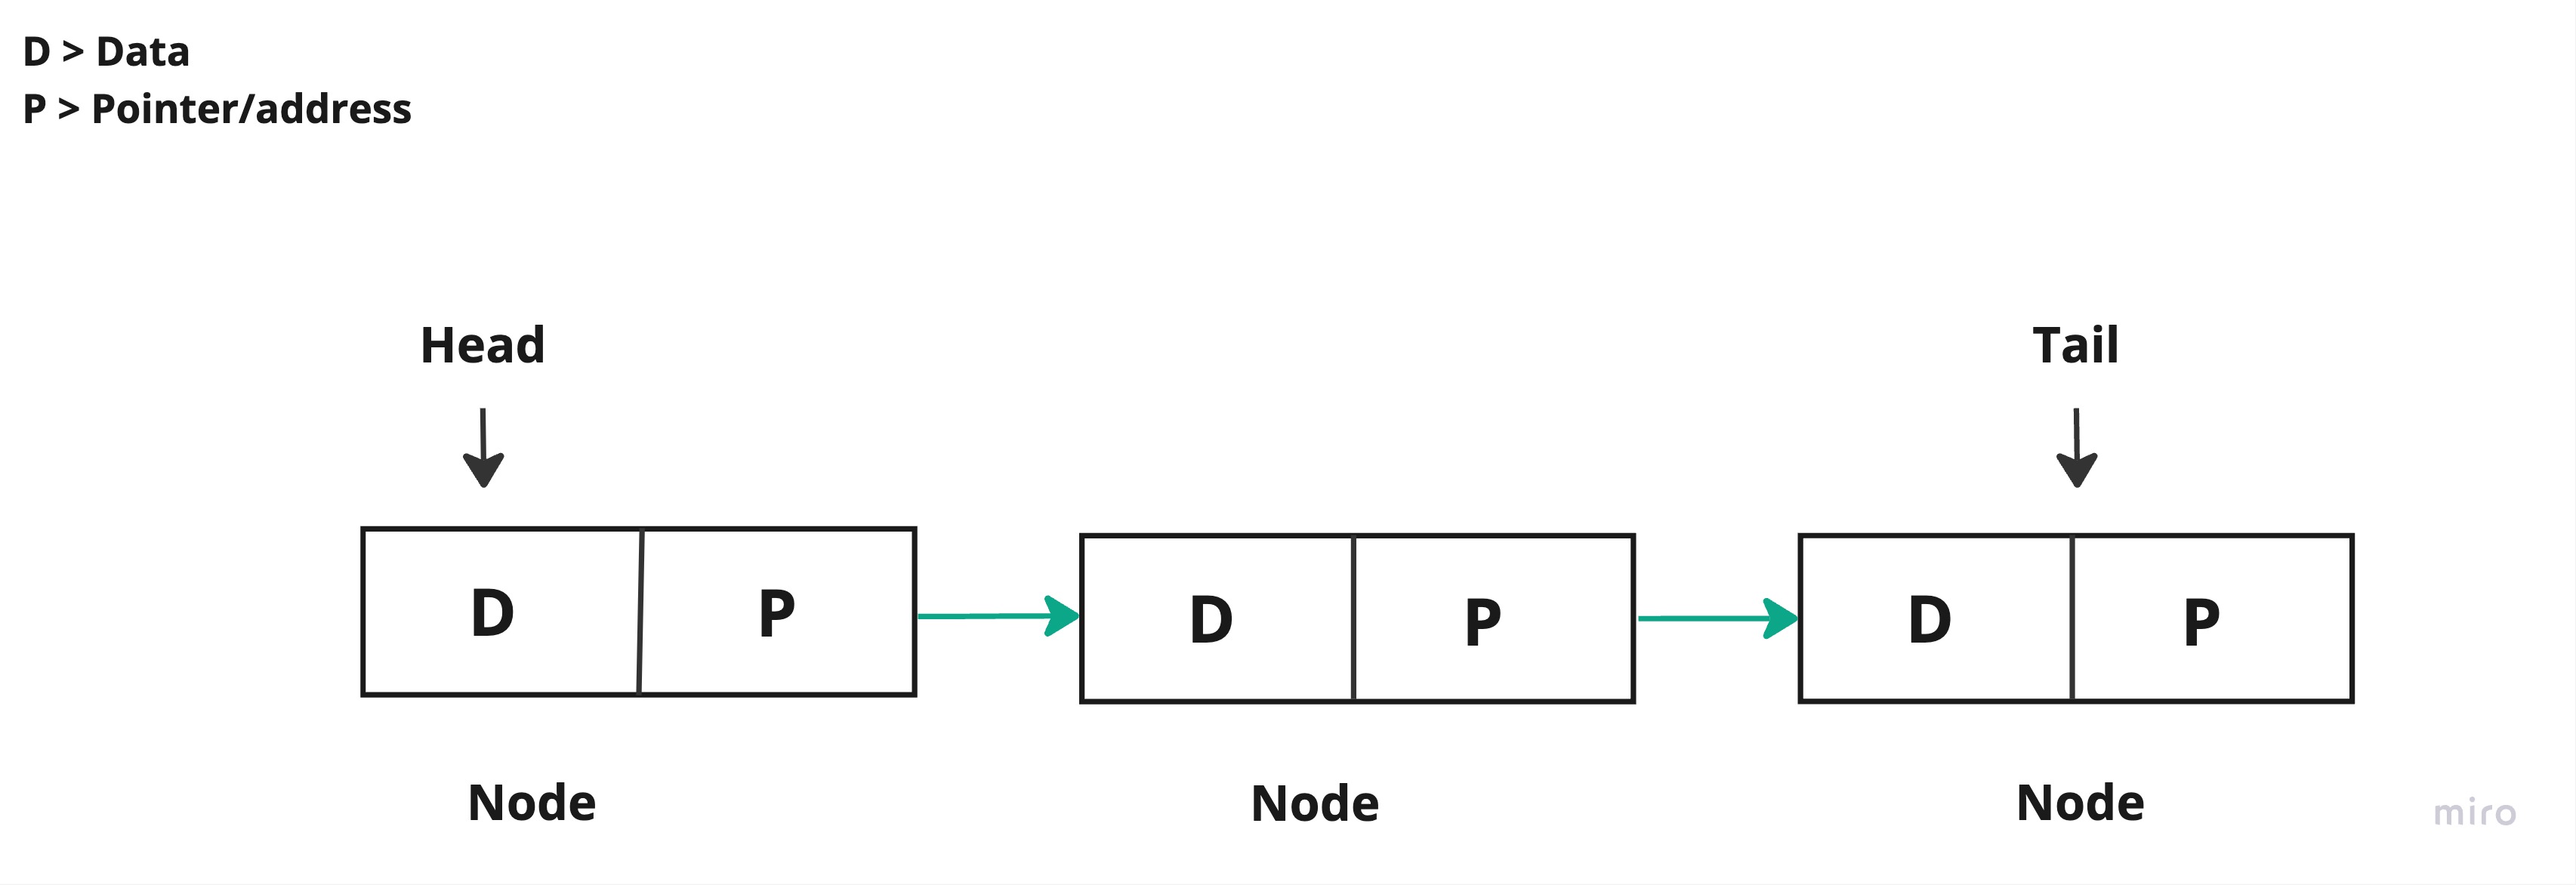 D > Data
P > Pointer/address
Head
Tail
D
P
D
P
D
P
Node
Node
Node
miro